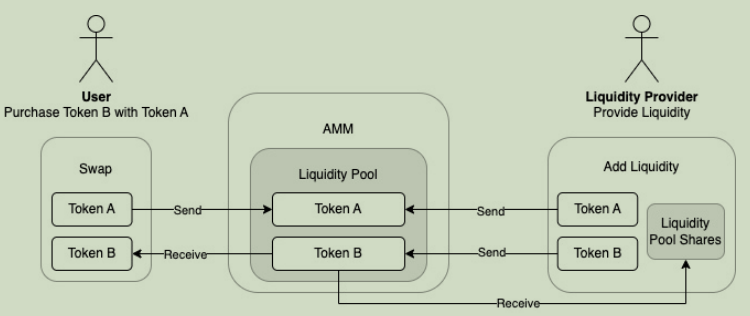 User
Purchase Token B with Token A
Liquidity Provider
Provide Liquidity
Swap
Token A
Token B
Send
Receive
AMM
Liquidity Pool
Token A
Token B
Send
Send
Receive
Add Liquidity
Token A
Token B
Liquidity
Pool Shares